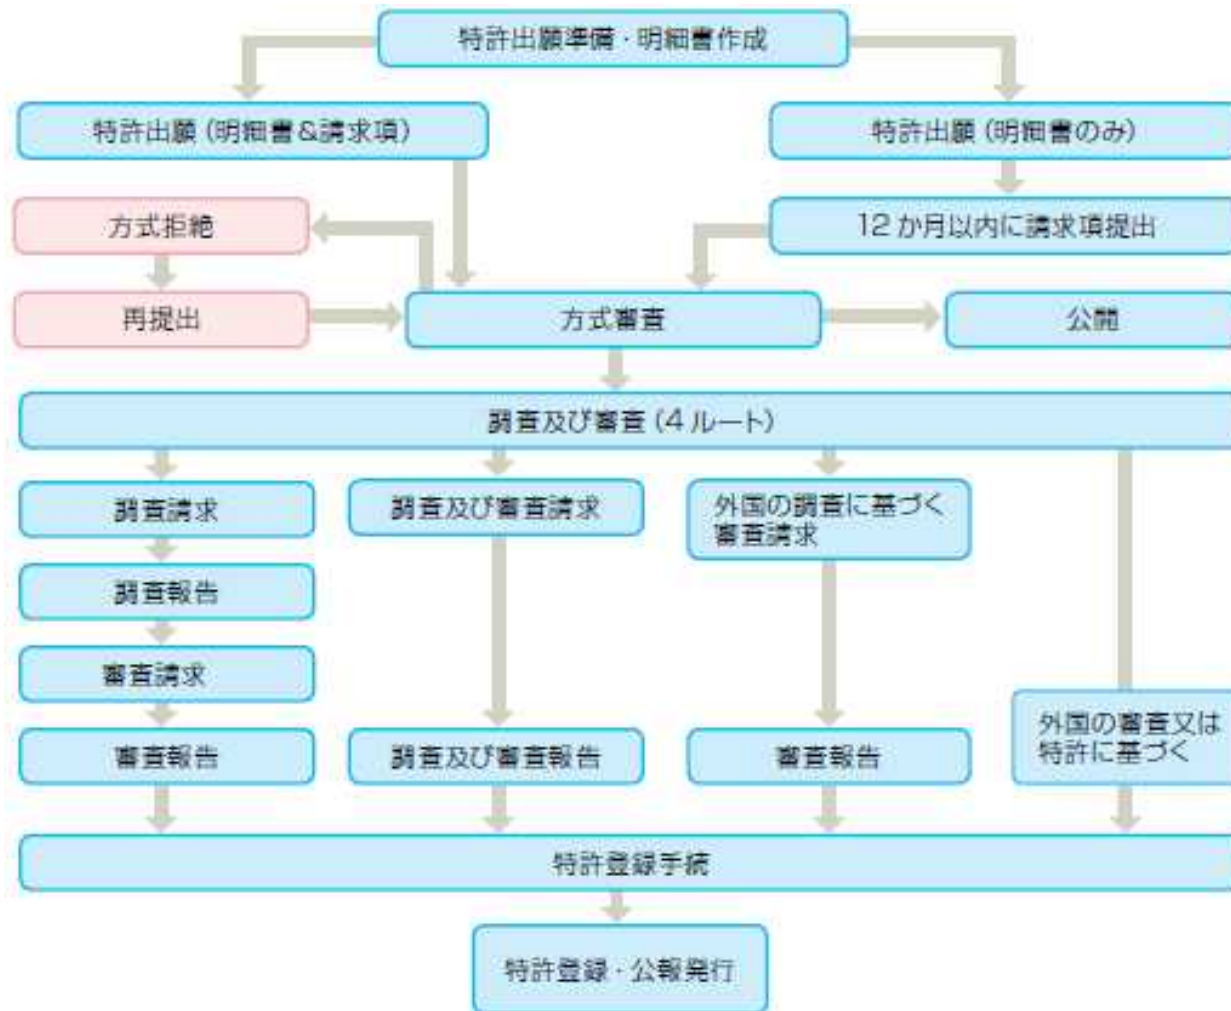 特許出願準備・明細書作成
特許出願（明細書&請求項）
特許出願（明細書のみ）
方式拒絶
12か月以内に請求項提出
再提出
方式審査
公開
調査及び審査（4ルート）
調査請求
調査及び審査請求
外国の調査に基づく
審査請求
調査報告
審査請求
外国の審査又は
特許に基づく
審査報告
調査及び審査報告
審査報告
特許登録手続
特許登録・公報発行